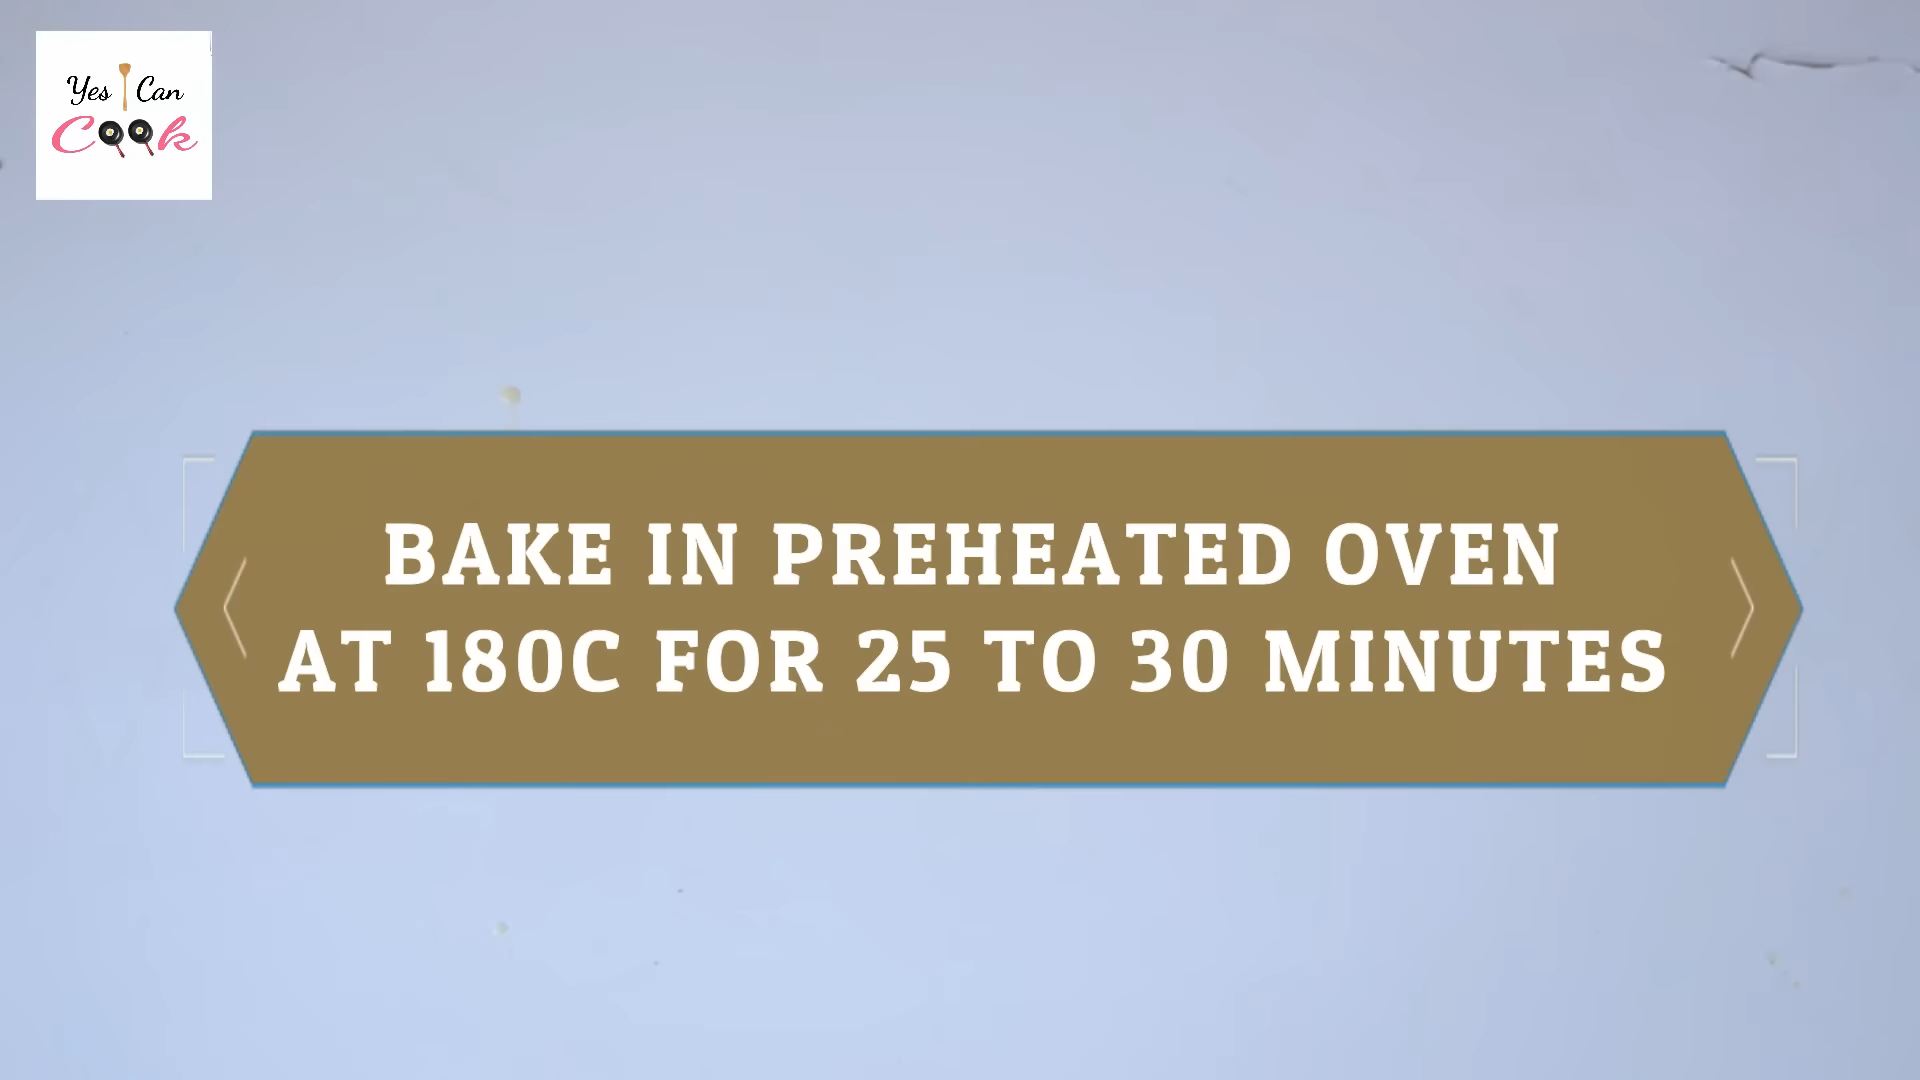 Yes Can
Cook
BAKE IN PREHEATED OVEN
AT 180C FOR 25 TO 30 MINUTES